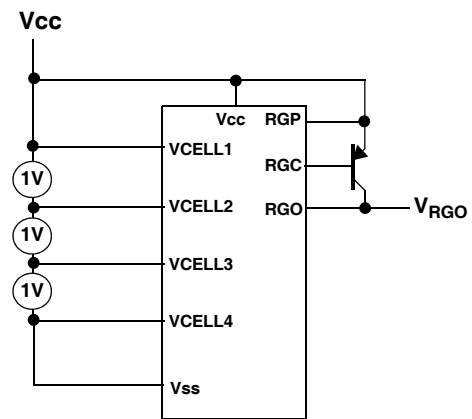 Vcc
Vcc
RGP
VCELL1
RGC
1V
VCELL2
RGO
VRGO
1V
VCELL3
1V
VCELL4
Vss